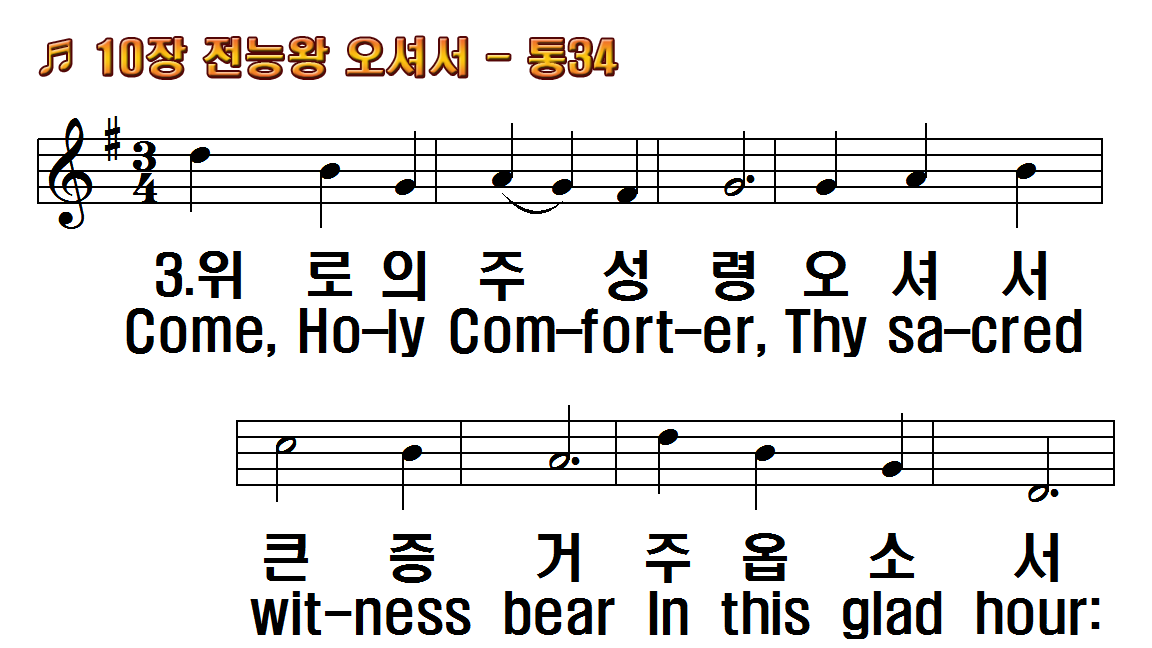 ♬ 10장 전능왕 오셔서 - 통34
3.위 로 의 주 성 령 오 셔 서
Come, Ho-ly Com-fort-er, Thy sa-cred
큰 증 거 주 옵 소 서
wit-ness bear In this glad hour: